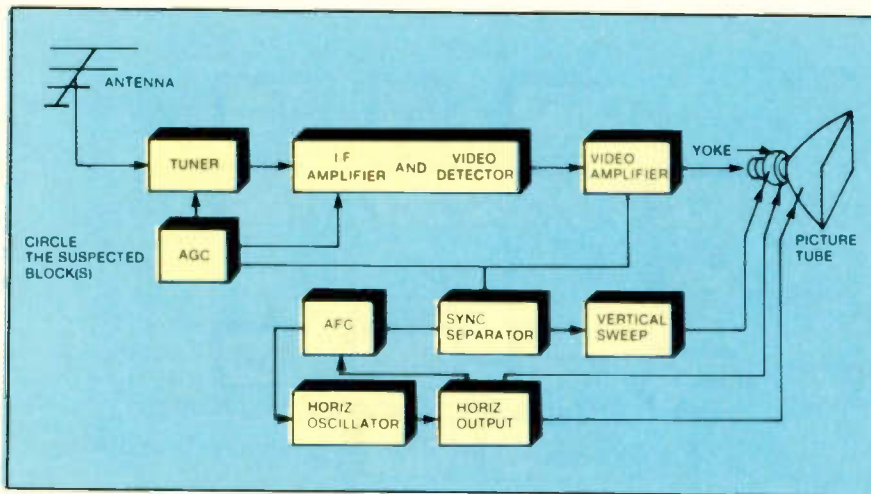 ANTENNA
TUNER
I.F
AMPLIFIER AND VIDEO
DETECTOR
VIDEO
AMPLIFIER
YOKE
PICTURE
TUBE
CIRCLE
THE SUSPECTED
BLOCK(S)
AGC
AFC
SYNC
SEPARATOR
VERTICAL
SWEEP
HORIZ
OSCILLATOR
HORIZ
OUTPUT